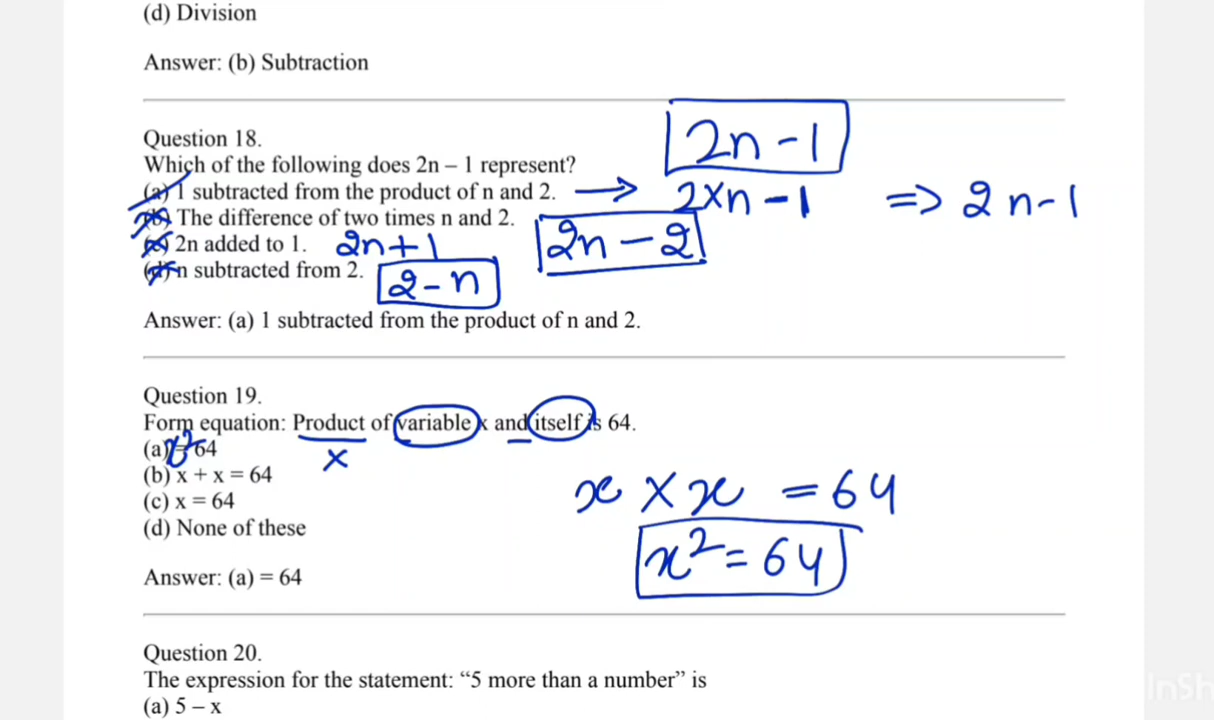 (d) Division
Answer: (b) Subtraction
Question 18.
2n - 1
Which of the following does 2n – 1 represent?
(a) 1 subtracted from the product of n and 2. → 2×n - 1 => 2n-1
(b) The difference of two times n and 2.
2n - 2
(c) 2n added to 1. 2n+1
(d) n subtracted from 2. 2 - n
Answer: (a) 1 subtracted from the product of n and 2.
Question 19.
Form equation: Product of variable x and itself is 64.
(a) x² = 64
×
(b) x + x = 64
(c) x = 64
x × x = 64
(d) None of these
x² = 64
Answer: (a) = 64
Question 20.
The expression for the statement: “5 more than a number” is
(a) 5 – x
InSh